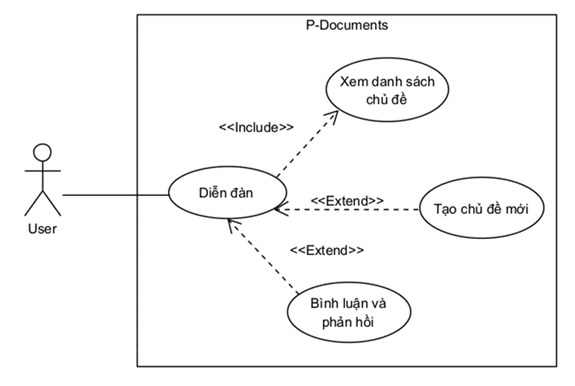 P-Documents
Xem danh sách
chủ đề
<<Include>>
Diễn đàn
<<Extend>>
Tạo chủ đề mới
User
<<Extend>>
Bình luận và
phản hồi